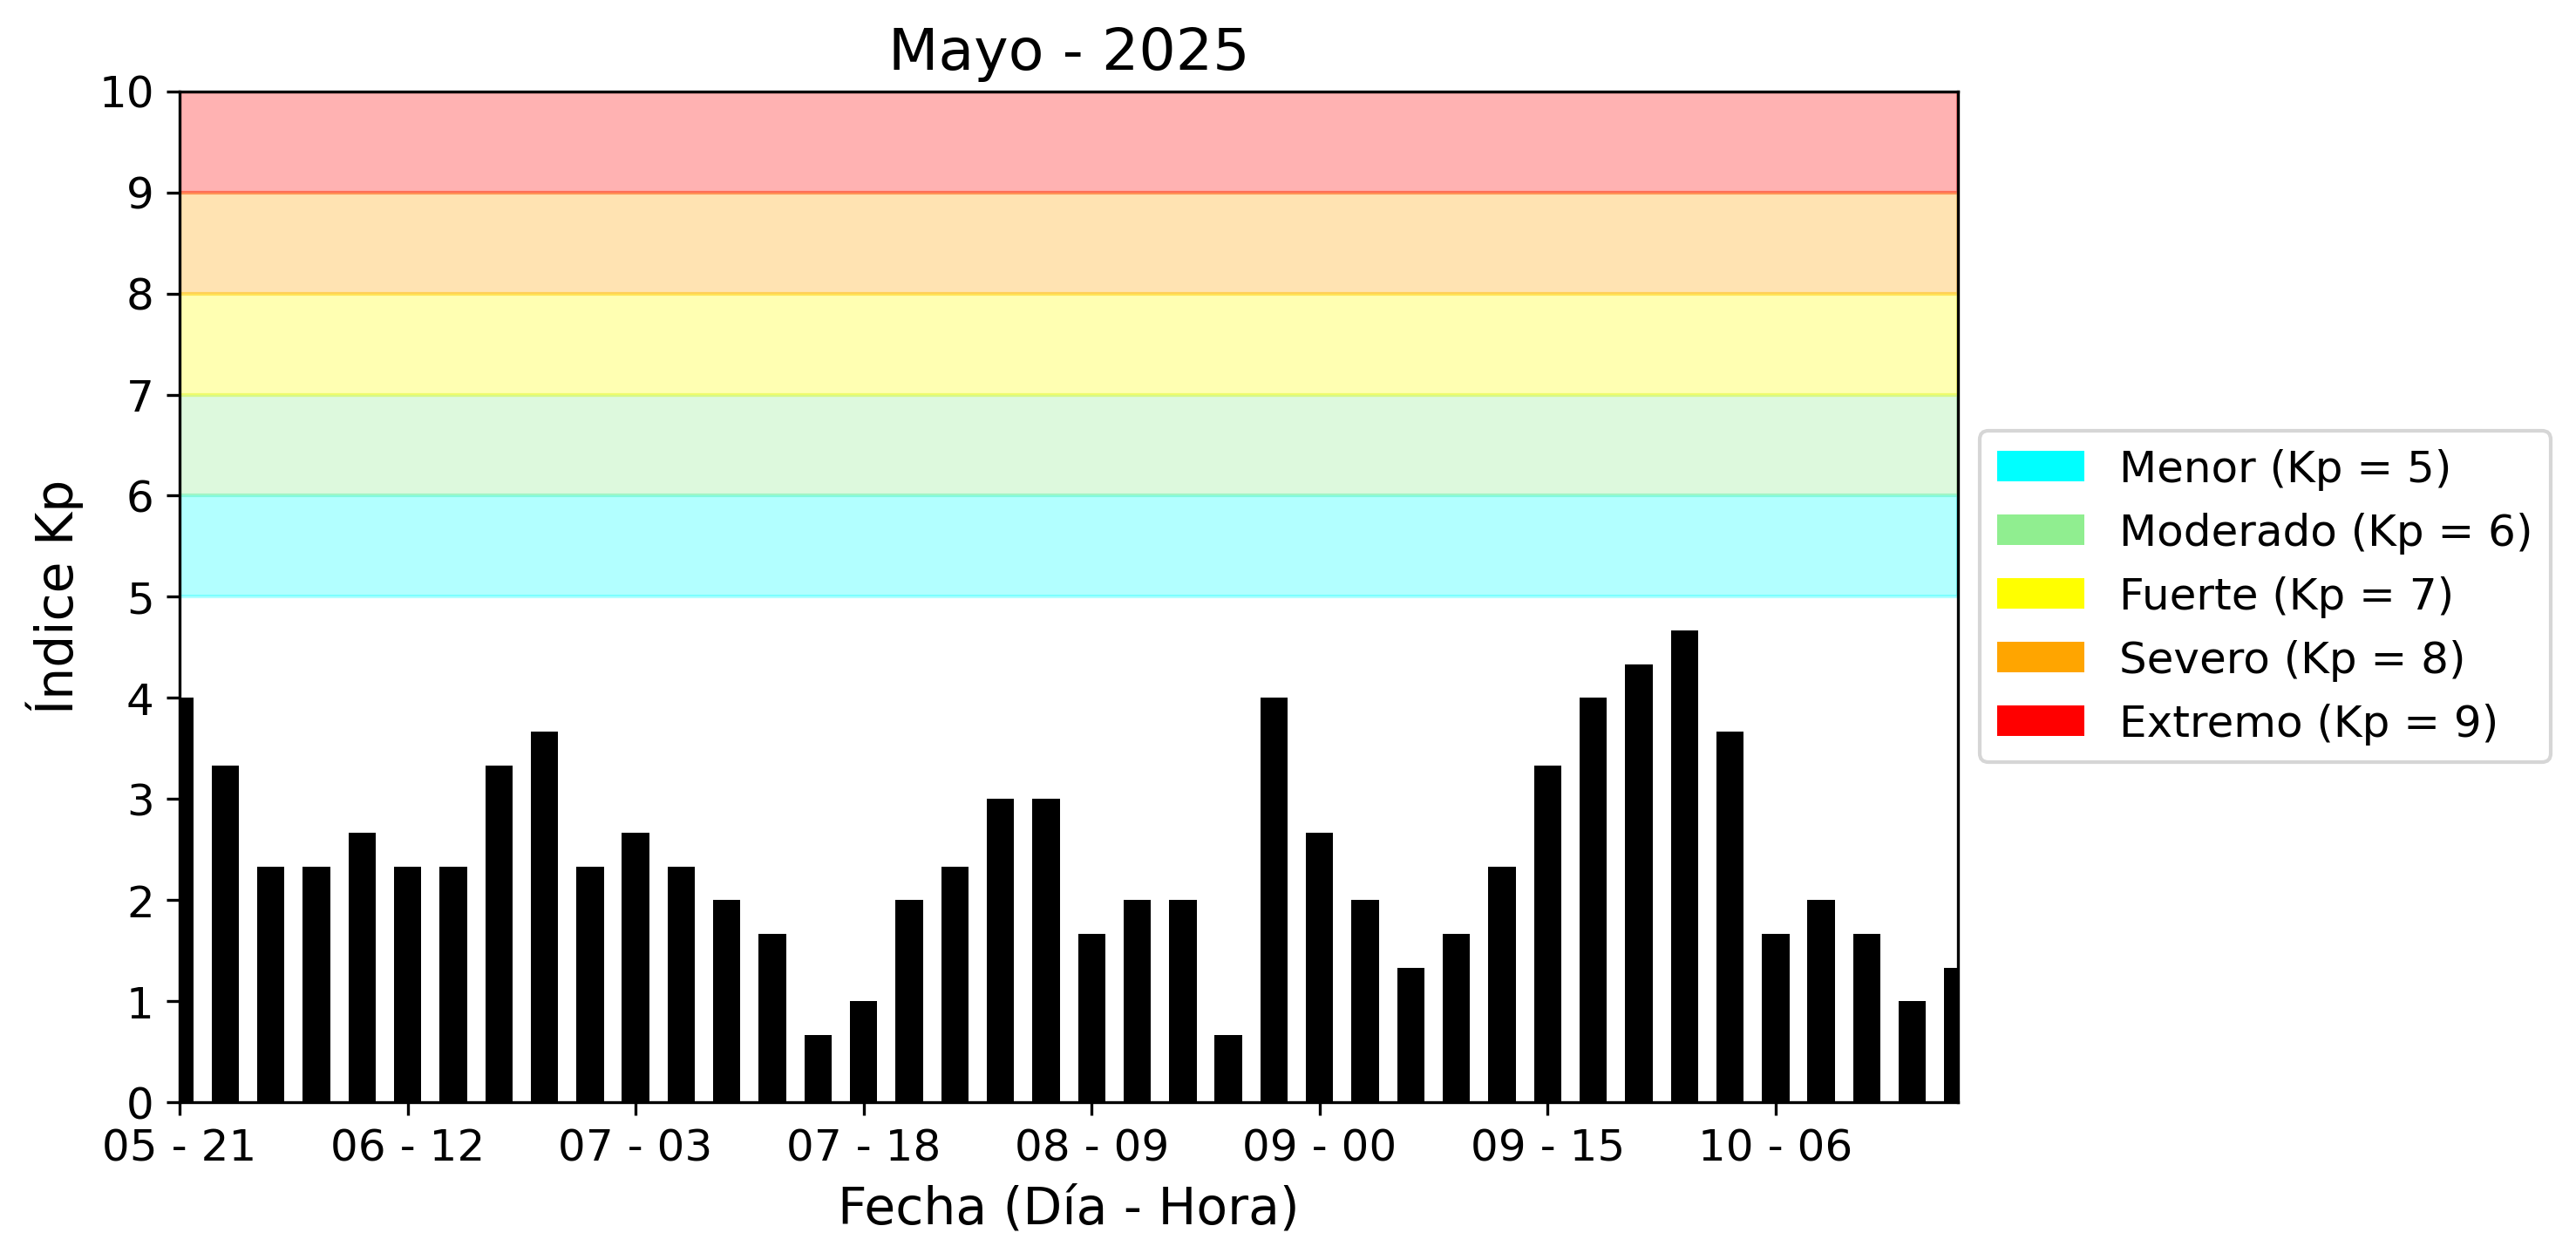 Mayo - 2025
10
9
8
7
6
5
4
3
2
1
0
Índice Kp
05 - 21 06 - 12 07 - 03 07 - 18 08 - 09 09 - 00 09 - 15 10 - 06
Fecha (Día - Hora)
Menor (Kp = 5)
Moderado (Kp = 6)
Fuerte (Kp = 7)
Severo (Kp = 8)
Extremo (Kp = 9)